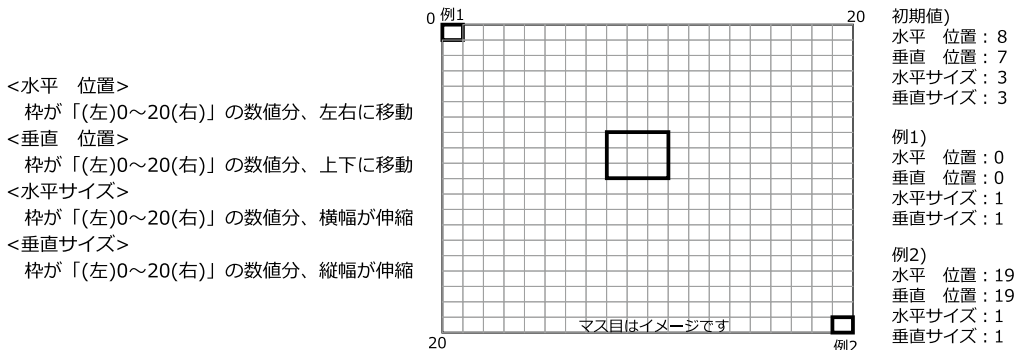 <水平　位置>
枠が「(左)0～20(右)」の数値分、左右に移動
<垂直　位置>
枠が「(左)0～20(右)」の数値分、上下に移動
<水平サイズ>
枠が「(左)0～20(右)」の数値分、横幅が伸縮
<垂直サイズ>
枠が「(左)0～20(右)」の数値分、縦幅が伸縮
0
例1
20
マス目はイメージです
20
例2
初期値)
水平　位置：8
垂直　位置：7
水平サイズ：3
垂直サイズ：3
例1)
水平　位置：0
垂直　位置：0
水平サイズ：1
垂直サイズ：1
例2)
水平　位置：19
垂直　位置：19
水平サイズ：1
垂直サイズ：1